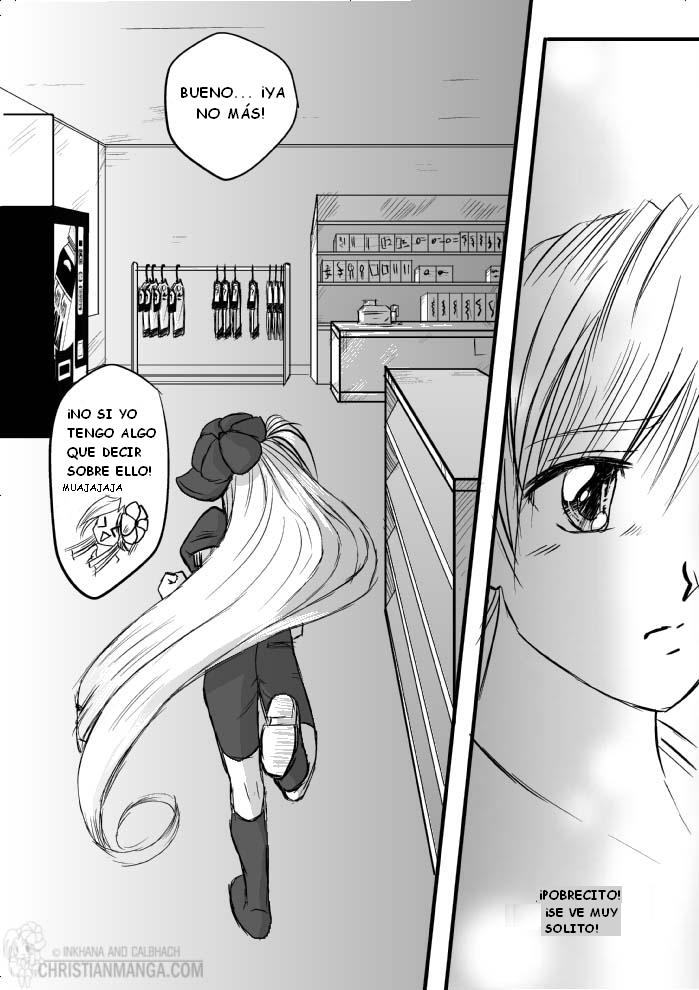 BUENO... ¡YA
NO MÁS!
¡NO SI YO
TENGO ALGO
QUE DECIR
SOBRE ELLO!
MUAJAJAJA
¡POBRECITO!
¡SE VE MUY
SOLITO!
© INKHANA AND CALBHACH
CHRISTIANMANGA.COM